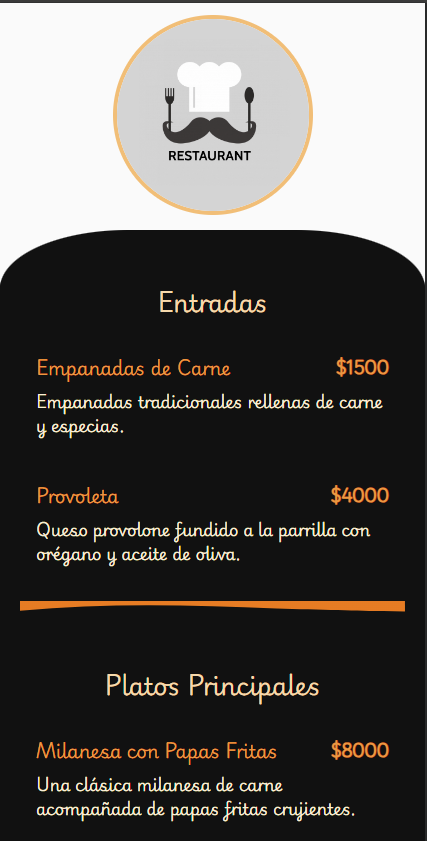 RESTAURANT
Entradas
Empanadas de Carne $1500
Empanadas tradicionales rellenas de carne
y especias.
Provoleta $4000
Queso provolone fundido a la parrilla con
orégano y aceite de oliva.
Platos Principales
Milanesa con Papas Fritas $8000
Una clásica milanesa de carne
acompañada de papas fritas crujientes.